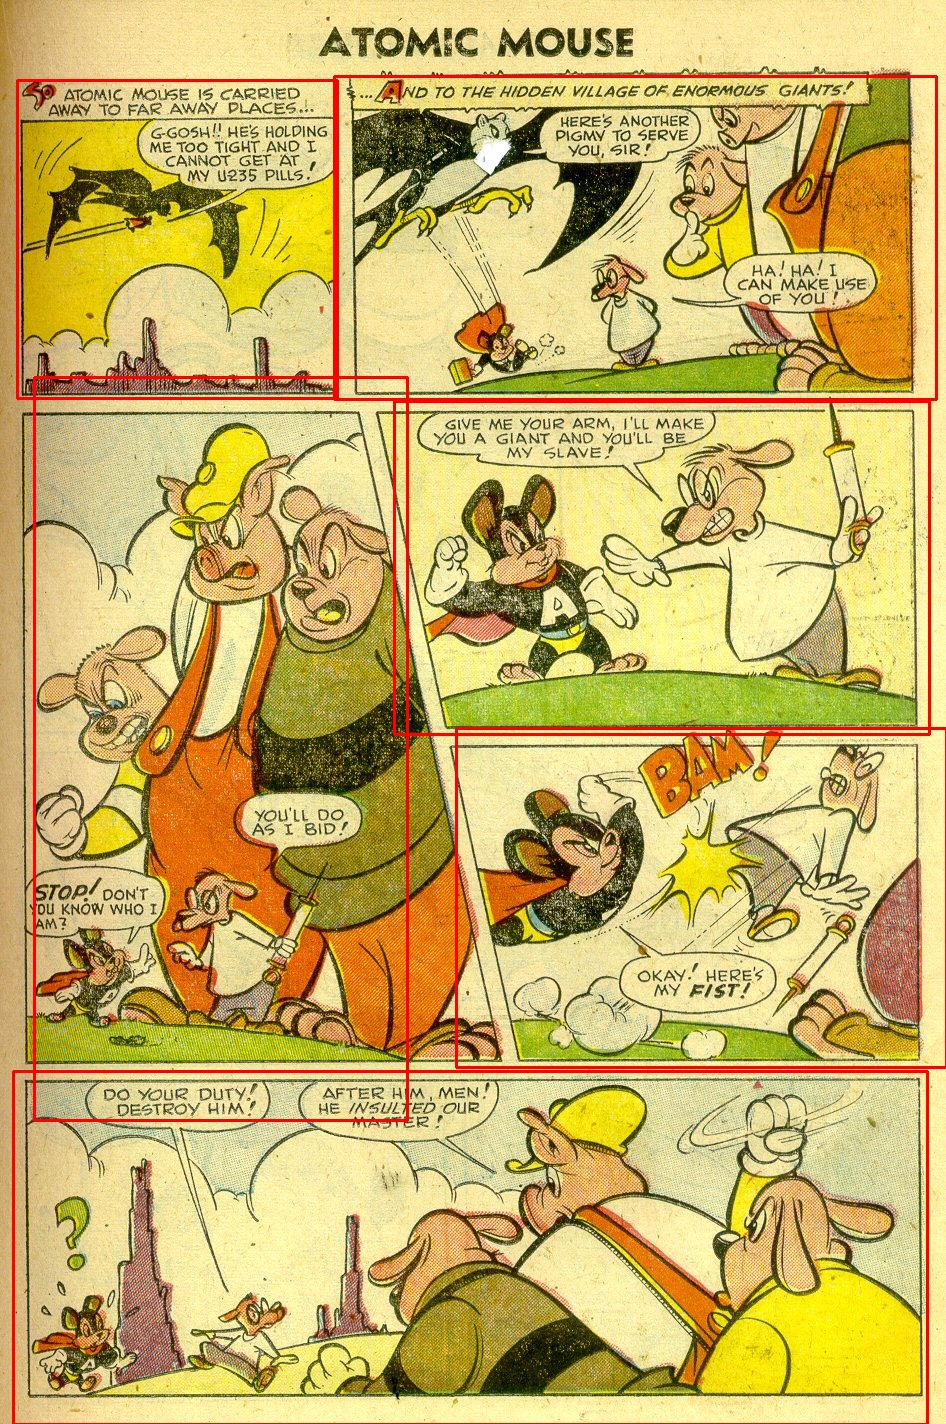 ATOMIC MOUSE
SO ATOMIC MOUSE IS CARRIED
AWAY TO FAR AWAY PLACES...
G-GOSH!! HE'S HOLDING
ME TOO TIGHT AND I
CANNOT GET AT
MY U235 PILLS!
...AND TO THE HIDDEN VILLAGE OF ENORMOUS GIANTS!
HERE'S ANOTHER
PIGMY TO SERVE
YOU, SIR!
HA! HA! I
CAN MAKE USE
OF YOU!
STOP! DON'T
YOU KNOW WHO I
AM?
YOU'LL DO
AS I BID!
GIVE ME YOUR ARM, I'LL MAKE
YOU A GIANT AND YOU'LL BE
MY SLAVE!
A
BAM!
OKAY! HERE'S
MY FIST!
DO YOUR DUTY!
DESTROY HIM!
AFTER HIM, MEN!
HE INSULTED OUR
MASTER!
?